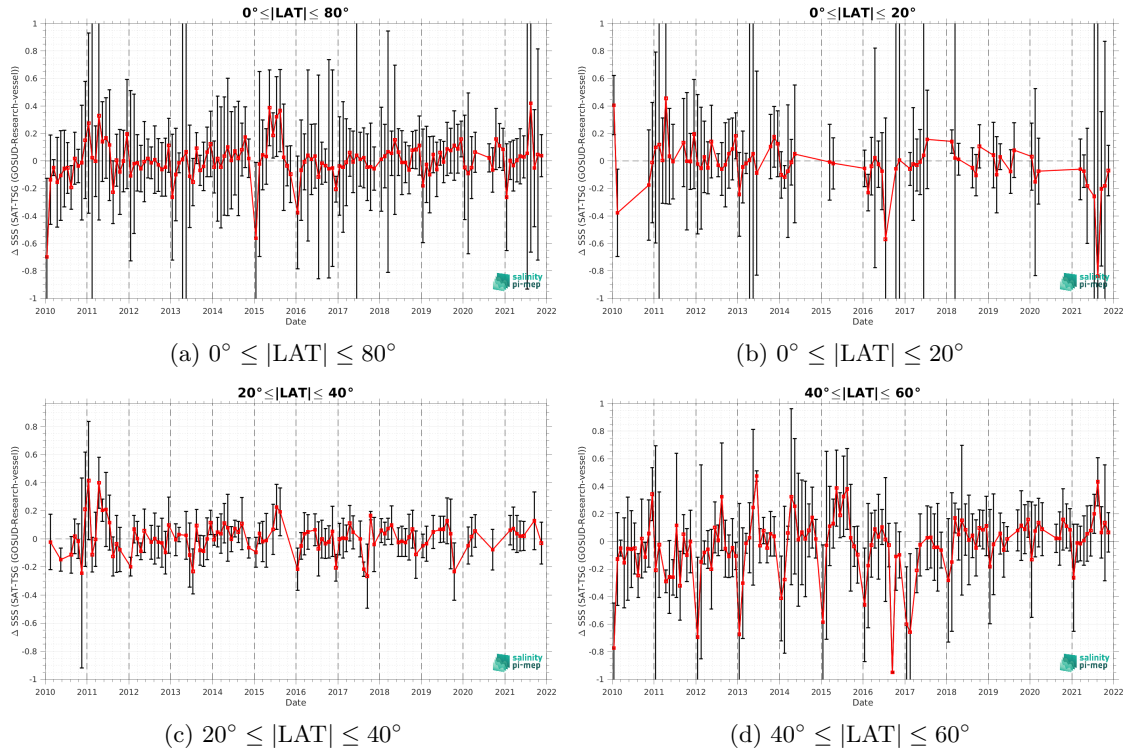 0°≤|LAT|≤ 80°
Δ SSS (SAT-TSG (GOSUD-Research-vessel))
1
0.8
0.6
0.4
0.2
0
-0.2
-0.4
-0.6
-0.8
-1
2010 2011 2012 2013 2014 2015 2016 2017 2018 2019 2020 2021 2022
Date
salinity
pi-mep
(a) 0° ≤ |LAT| ≤ 80°
0°≤|LAT|≤ 20°
Δ SSS (SAT-TSG (GOSUD-Research-vessel))
1
0.8
0.6
0.4
0.2
0
-0.2
-0.4
-0.6
-0.8
-1
2010 2011 2012 2013 2014 2015 2016 2017 2018 2019 2020 2021 2022
Date
salinity
pi-mep
(b) 0° ≤ |LAT| ≤ 20°
20°≤|LAT|≤ 40°
Δ SSS (SAT-TSG (GOSUD-Research-vessel))
0.8
0.6
0.4
0.2
0
-0.2
-0.4
-0.6
-0.8
-1
2010 2011 2012 2013 2014 2015 2016 2017 2018 2019 2020 2021 2022
Date
salinity
pi-mep
(c) 20° ≤ |LAT| ≤ 40°
40°≤|LAT|≤ 60°
Δ SSS (SAT-TSG (GOSUD-Research-vessel))
1
0.8
0.6
0.4
0.2
0
-0.2
-0.4
-0.6
-0.8
-1
2010 2011 2012 2013 2014 2015 2016 2017 2018 2019 2020 2021 2022
Date
salinity
pi-mep
(d) 40° ≤ |LAT| ≤ 60°